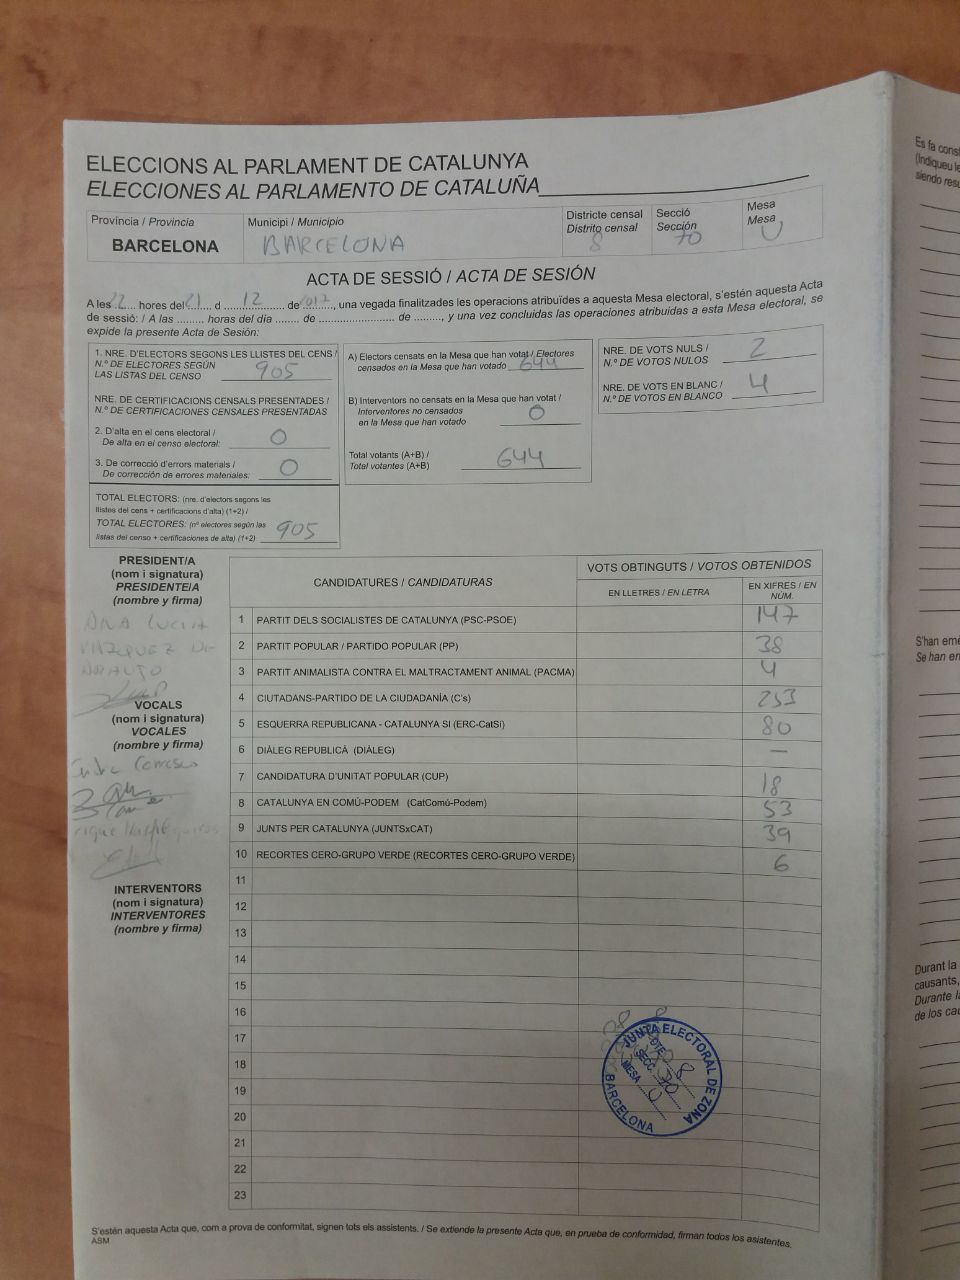 ELECCIONS AL PARLAMENT DE CATALUNYA
ELECCIONES AL PARLAMENTO DE CATALUÑA
Província / Provincia
BARCELONA
Municipi / Municipio
BARCELONA
Districte censal
Distrito censal
8
Secció
Sección
70
Mesa
Mesa
U
ACTA DE SESSIÓ / ACTA DE SESIÓN
A les 22 hores del 21 d 12 de 2017, una vegada finalitzades les operacions atribuïdes a aquesta Mesa electoral, s'estén aquesta Acta
de sessió: / A las ......... horas del día ....... de ......................... de ........., y una vez concluidas las operaciones atribuidas a esta Mesa electoral, se
expide la presente Acta de Sesión:
1. NRE. D'ELECTORS SEGONS LES LLISTES DEL CENS /
N.º DE ELECTORES SEGÚN
LAS LISTAS DEL CENSO 905
NRE. DE CERTIFICACIONS CENSALS PRESENTADES /
N.º DE CERTIFICACIONES CENSALES PRESENTADAS
2. D'alta en el cens electoral /
De alta en el censo electoral: 0
3. De correcció d'errors materials /
De corrección de errores materiales: 0
TOTAL ELECTORS: (nre. d'electors segons les
llistes del cens + certificacions d'alta) (1+2) /
TOTAL ELECTORES: (nº electores según las
listas del censo + certificaciones de alta) (1+2) 905
A) Electors censats en la Mesa que han votat / Electores
censados en la Mesa que han votado 644
B) Interventors no censats en la Mesa que han votat /
Interventores no censados
en la Mesa que han votado 0
Total votants (A+B) /
Total votantes (A+B) 644
NRE. DE VOTS NULS /
N.º DE VOTOS NULOS 2
NRE. DE VOTS EN BLANC /
N.º DE VOTOS EN BLANCO 4
PRESIDENT/A
(nom i signatura)
PRESIDENTE/A
(nombre y firma)
ANA LUCIA
VAZQUEZ DE
VOCALS
(nom i signatura)
VOCALES
(nombre y firma)
INTERVENTORS
(nom i signatura)
INTERVENTORES
(nombre y firma)
CANDIDATURES / CANDIDATURAS
VOTS OBTINGUTS / VOTOS OBTENIDOS
EN LLETRES / EN LETRA
EN XIFRES / EN
NÚM.
1 PARTIT DELS SOCIALISTES DE CATALUNYA (PSC-PSOE) 147
2 PARTIT POPULAR / PARTIDO POPULAR (PP) 38
3 PARTIT ANIMALISTA CONTRA EL MALTRACTAMENT ANIMAL (PACMA) 4
4 CIUTADANS-PARTIDO DE LA CIUDADANÍA (C's) 253
5 ESQUERRA REPUBLICANA - CATALUNYA SÍ (ERC-CatSí) 80
6 DIÀLEG REPUBLICÀ (DIÀLEG) —
7 CANDIDATURA D'UNITAT POPULAR (CUP) 18
8 CATALUNYA EN COMÚ-PODEM (CatComú-Podem) 53
9 JUNTS PER CATALUNYA (JUNTSxCAT) 39
10 RECORTES CERO-GRUPO VERDE (RECORTES CERO-GRUPO VERDE) 6
11
12
13
14
15
16
17
18
19
20
21
22
23
JUNTA ELECTORAL DE ZONA
BARCELONA
DTE. 8
SECC. 70
MESA U
S'estén aquesta Acta que, com a prova de conformitat, signen tots els assistents. / Se extiende la presente Acta que, en prueba de conformidad, firman todos los asistentes.
ASM
Es fa
(Indiqueu
siendo
S'han
Se han en
Durant la
causants,
Durante
de los